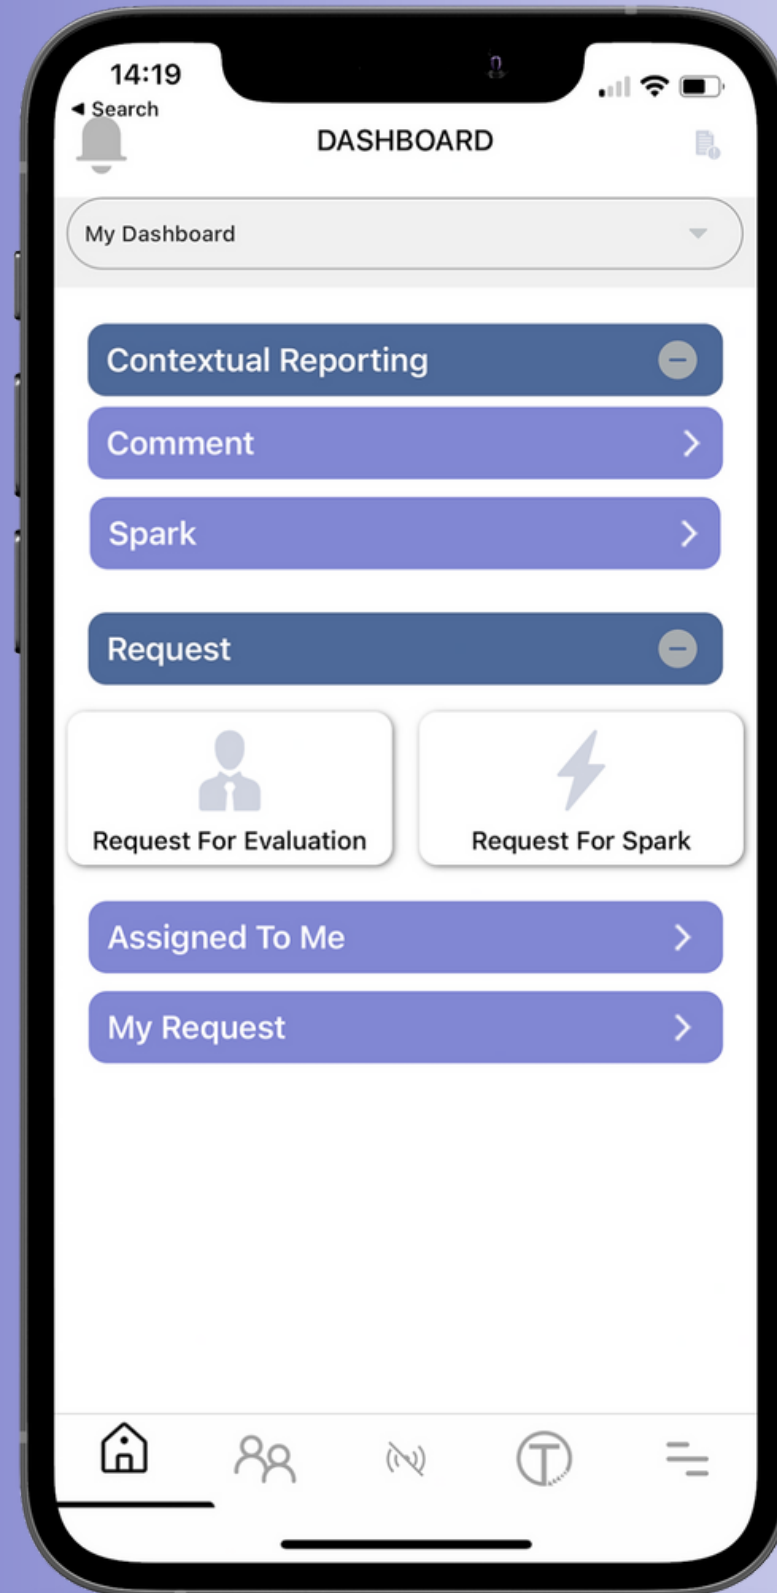 14:19
Search
DASHBOARD
My Dashboard
Contextual Reporting
Comment
Spark
Request
Request For Evaluation
Request For Spark
Assigned To Me
My Request
T